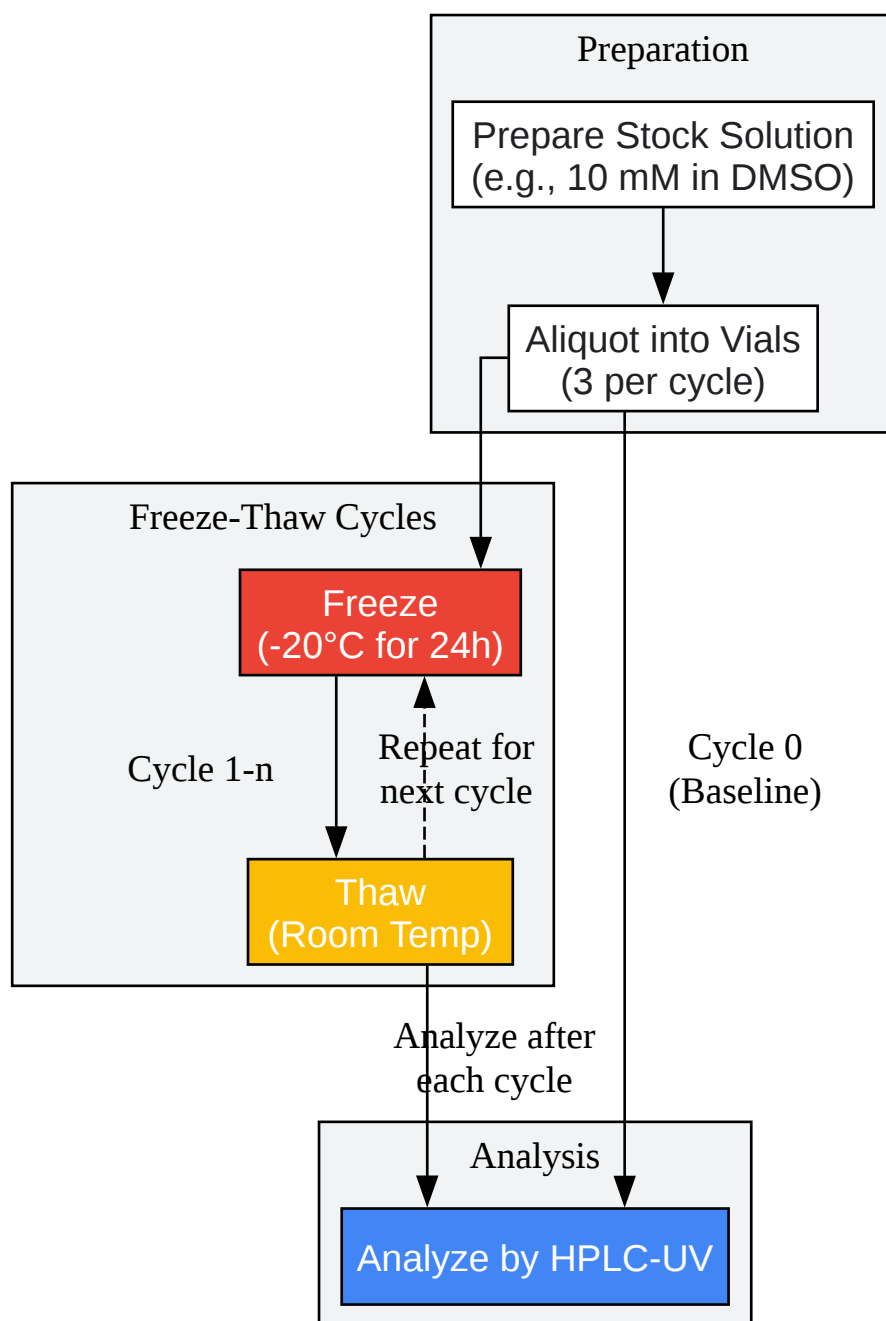 Preparation
Prepare Stock Solution
(e.g., 10 mM in DMSO)
Aliquot into Vials
(3 per cycle)
Freeze-Thaw Cycles
Freeze
(-20°C for 24h)
Cycle 1-n
Repeat for
next cycle
Cycle 0
(Baseline)
Thaw
(Room Temp)
Analyze after
each cycle
Analysis
Analyze by HPLC-UV